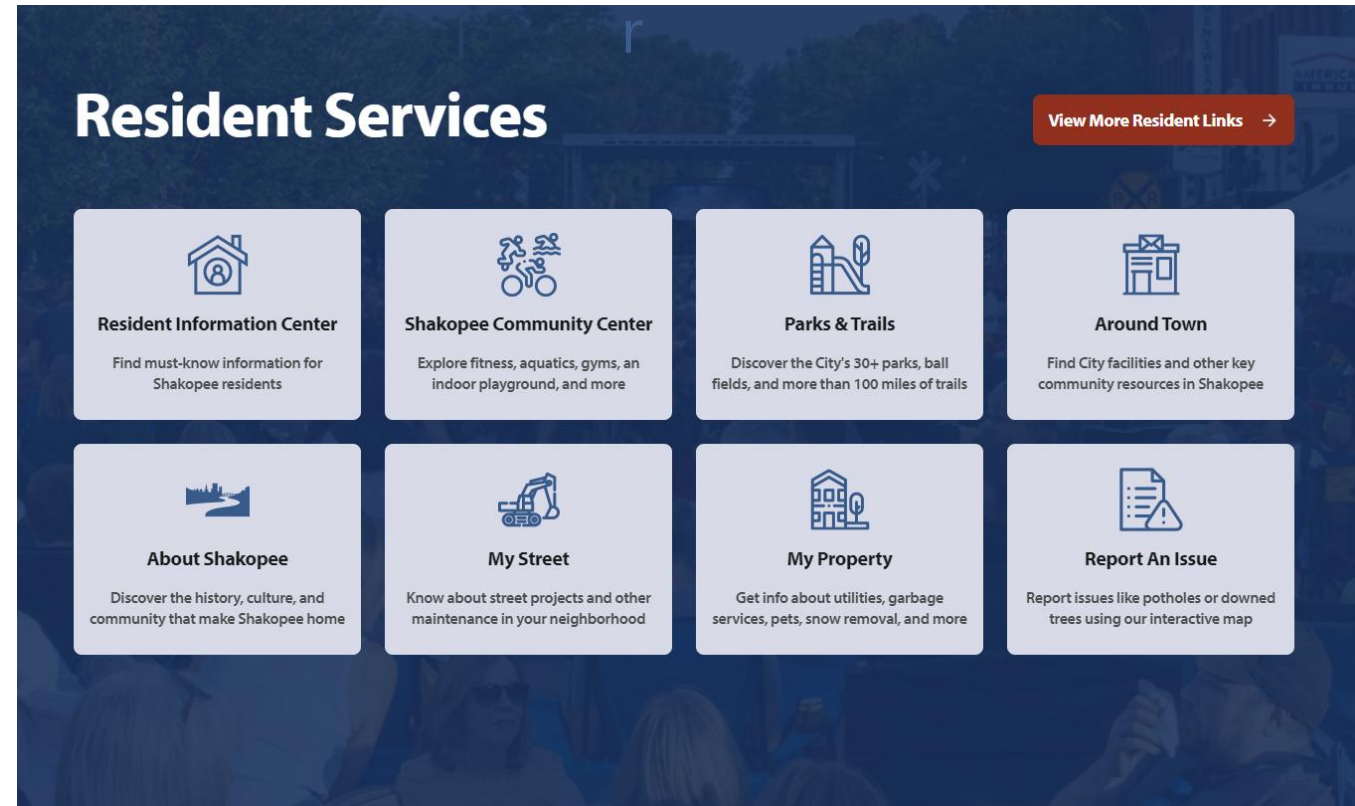 r
Resident Services
View More Resident Links →
Resident Information Center
Find must-know information for
Shakopee residents
Shakopee Community Center
Explore fitness, aquatics, gyms, an
indoor playground, and more
Parks & Trails
Discover the City's 30+ parks, ball
fields, and more than 100 miles of trails
Around Town
Find City facilities and other key
community resources in Shakopee
About Shakopee
Discover the history, culture, and
community that make Shakopee home
My Street
Know about street projects and other
maintenance in your neighborhood
My Property
Get info about utilities, garbage
services, pets, snow removal, and more
Report An Issue
Report issues like potholes or downed
trees using our interactive map